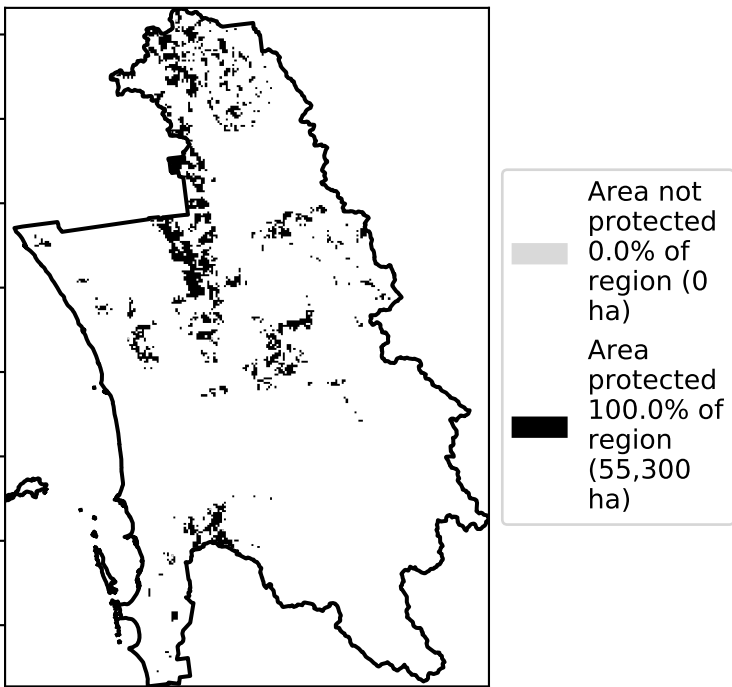 Area not
protected
0.0% of
region (0
ha)
Area
protected
100.0% of
region
(55,300
ha)